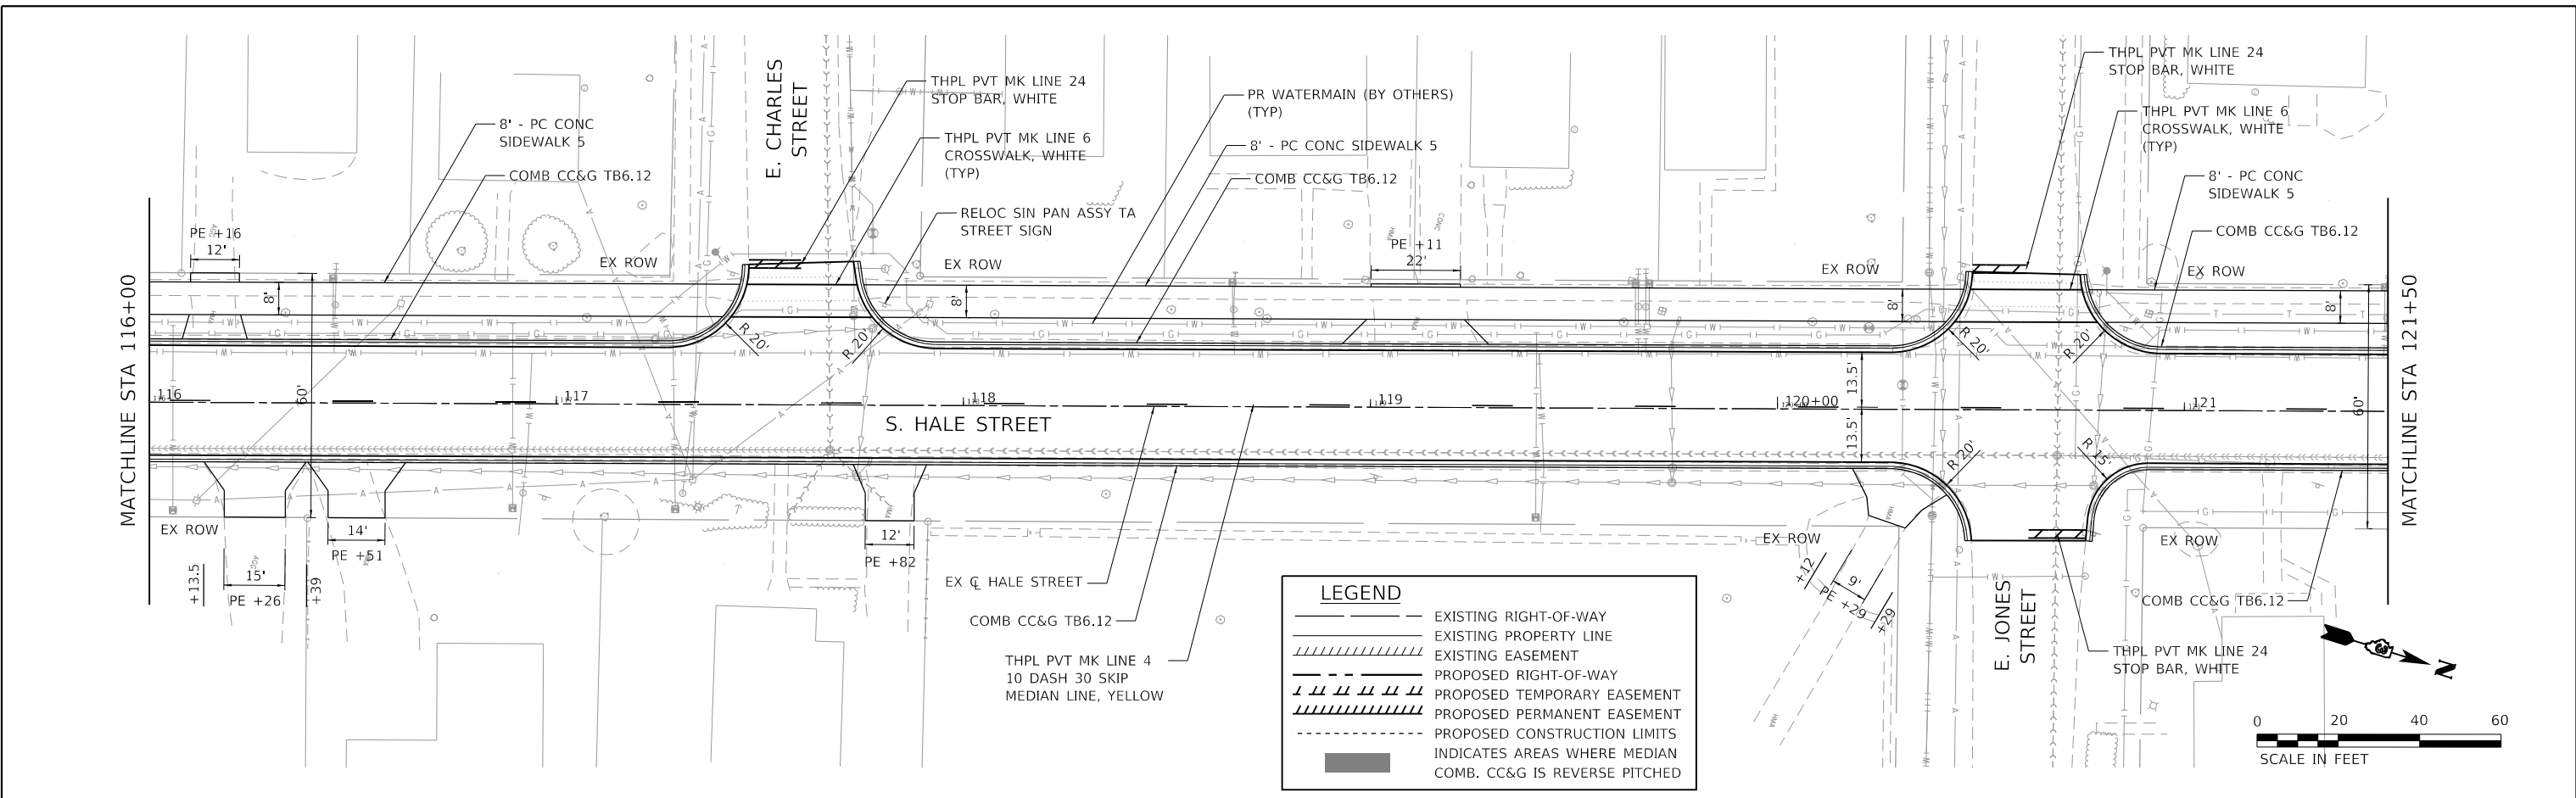 E. CHARLES
STREET
THPL PVT MK LINE 24
STOP BAR, WHITE
THPL PVT MK LINE 6
CROSSWALK, WHITE
(TYP)
RELOC SIN PAN ASSY TA
STREET SIGN
8' - PC CONC
SIDEWALK 5
COMB CC&G TB6.12
PR WATERMAIN (BY OTHERS)
(TYP)
8' - PC CONC SIDEWALK 5
COMB CC&G TB6.12
THPL PVT MK LINE 24
STOP BAR, WHITE
THPL PVT MK LINE 6
CROSSWALK, WHITE
(TYP)
8' - PC CONC
SIDEWALK 5
COMB CC&G TB6.12
PE +16
12'
EX ROW
EX ROW
PE +11
22'
EX ROW
EX ROW
8'
8'
8'
8'
R 20'
R 20'
R 20'
R 20'
MATCHLINE STA 116+00
MATCHLINE STA 121+50
60'
13.5'
13.5'
60'
116
117
118
119
120+00
121
S. HALE STREET
R 20'
R 15'
EX ROW
14'
PE +51
12'
PE +82
+13.5
15'
PE +26
+39
EX ROW
EX ROW
+12
9'
PE +29
+29
EX ℄ HALE STREET
COMB CC&G TB6.12
THPL PVT MK LINE 4
10 DASH 30 SKIP
MEDIAN LINE, YELLOW
E. JONES
STREET
COMB CC&G TB6.12
THPL PVT MK LINE 24
STOP BAR, WHITE
LEGEND
EXISTING RIGHT-OF-WAY
EXISTING PROPERTY LINE
EXISTING EASEMENT
PROPOSED RIGHT-OF-WAY
PROPOSED TEMPORARY EASEMENT
PROPOSED PERMANENT EASEMENT
PROPOSED CONSTRUCTION LIMITS
INDICATES AREAS WHERE MEDIAN
COMB. CC&G IS REVERSE PITCHED
N
0 20 40 60
SCALE IN FEET